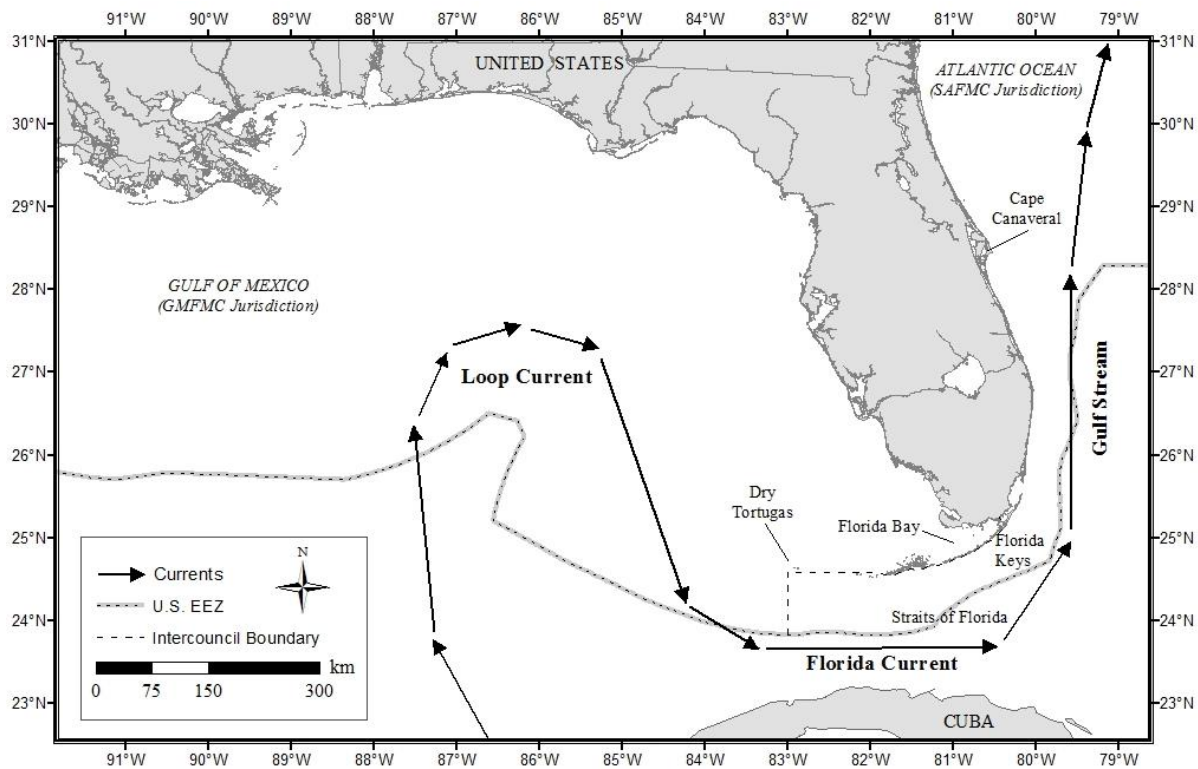 91°W 90°W 89°W 88°W 87°W 86°W 85°W 84°W 83°W 82°W 81°W 80°W 79°W
31°N 31°N
UNITED STATES
ATLANTIC OCEAN
(SAFMC Jurisdiction)
30°N 30°N
29°N 29°N
Cape
Canaveral
GULF OF MEXICO
(GMFMC Jurisdiction)
28°N 28°N
27°N 27°N
Loop Current
Gulf Stream
26°N 26°N
Dry
Tortugas
Florida Bay
25°N 25°N
Florida
Keys
N
Currents
U.S. EEZ
Intercouncil Boundary
km
0 75 150 300
24°N 24°N
Straits of Florida
Florida Current
23°N 23°N
CUBA
91°W 90°W 89°W 88°W 87°W 86°W 85°W 84°W 83°W 82°W 81°W 80°W 79°W